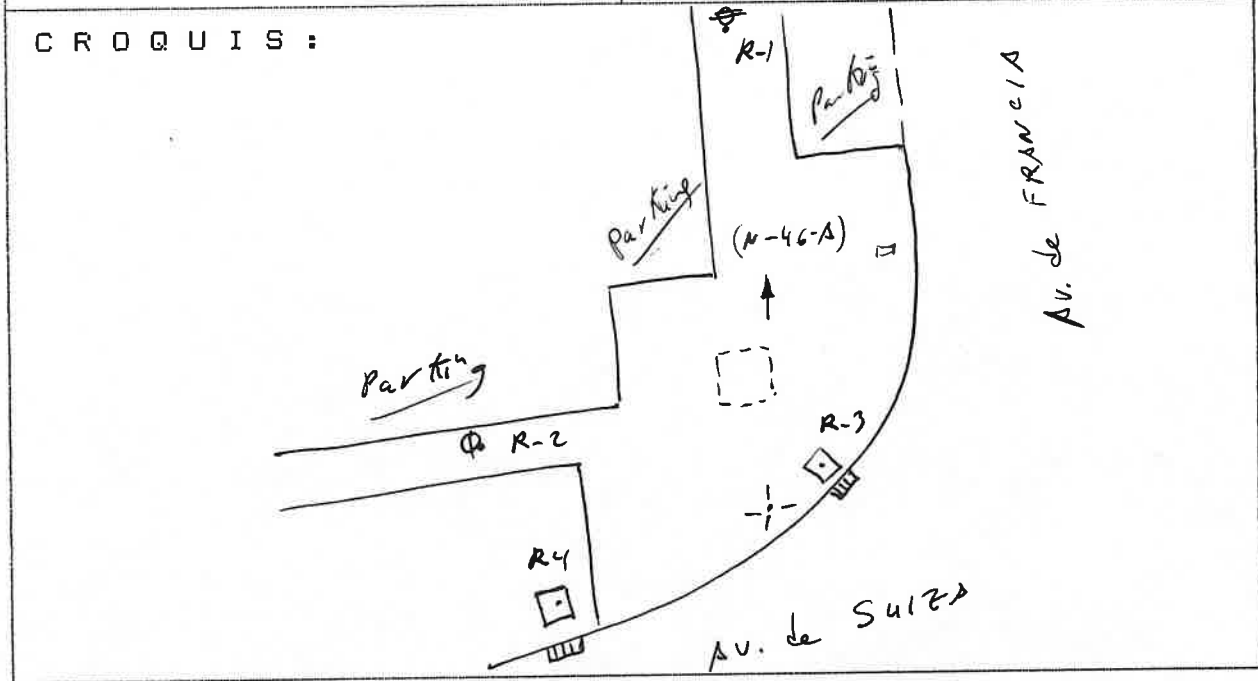 CROQUIS:
R-1
Parking
Av. de FRANCIA
Parking
(N-46-A)
Parking
R-2
R-3
R4
Av. de SUIZA